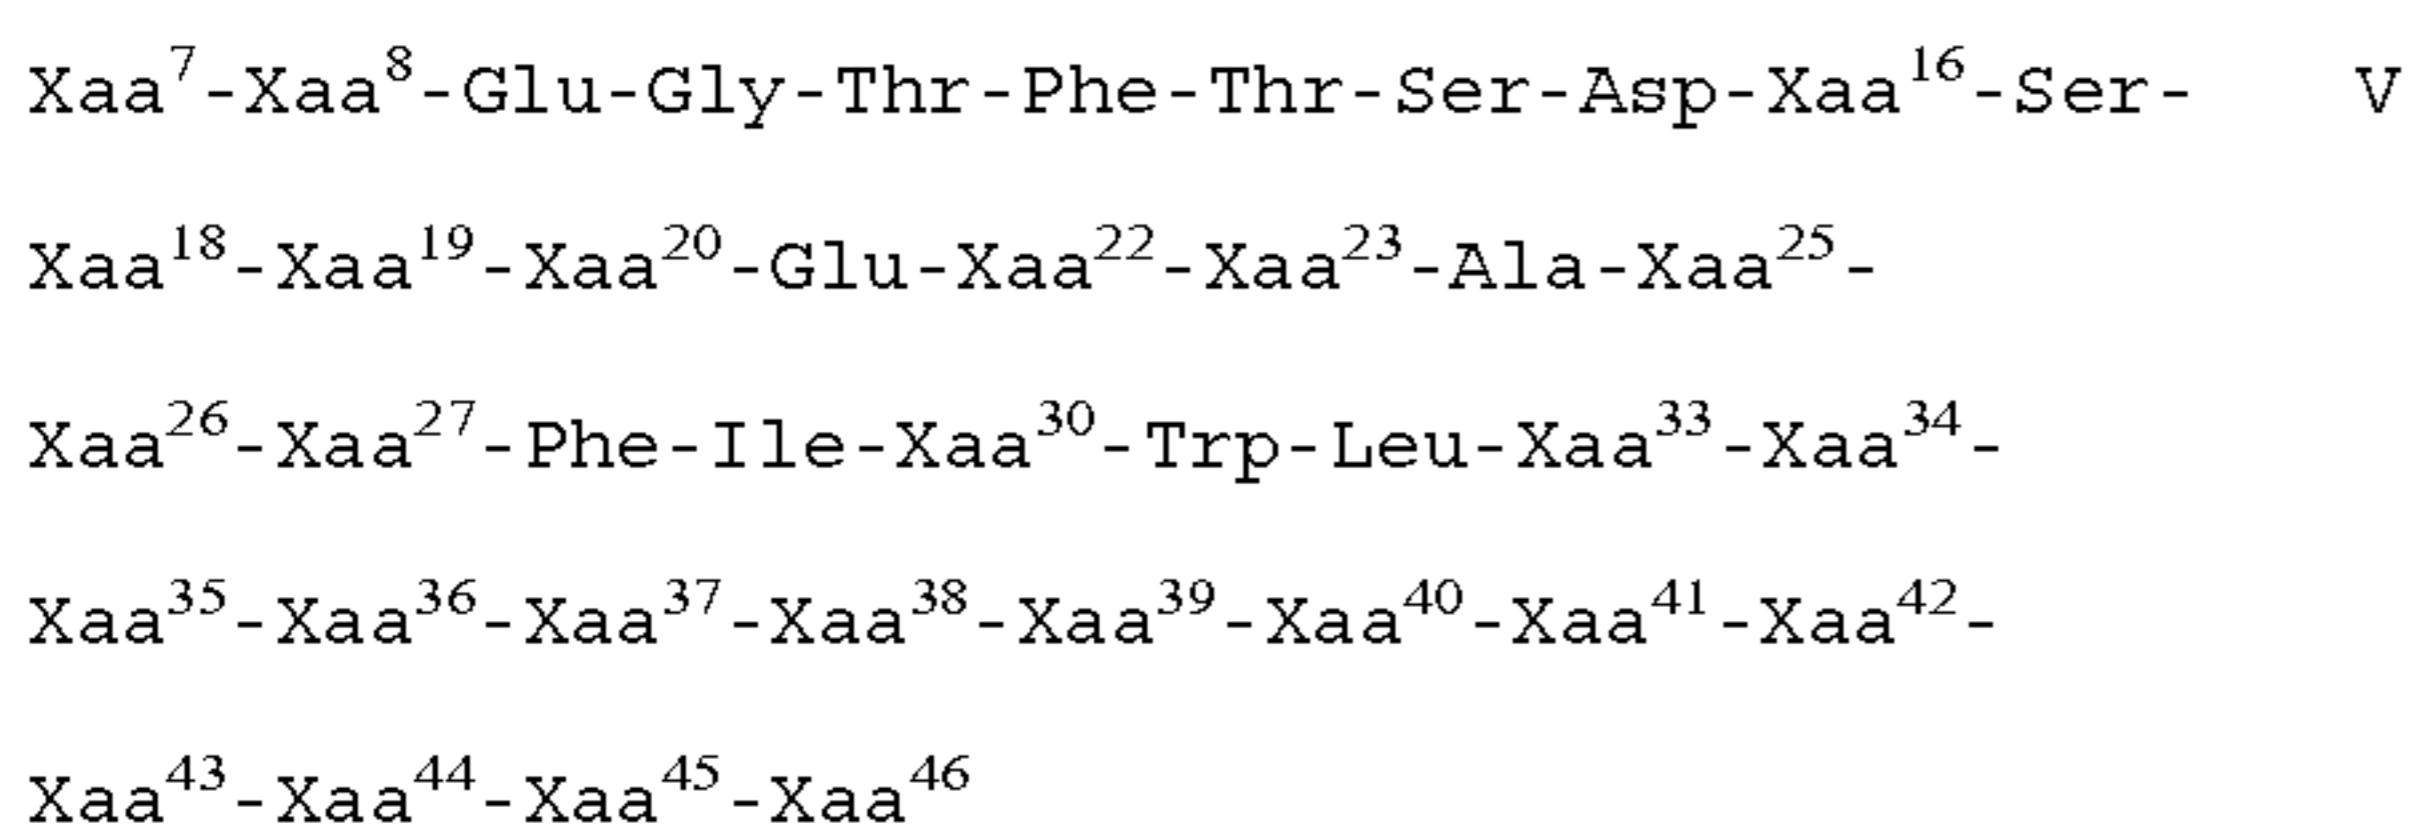 Xaa⁷-Xaa⁸-Glu-Gly-Thr-Phe-Thr-Ser-Asp-Xaa¹⁶-Ser- V
Xaa¹⁸-Xaa¹⁹-Xaa²⁰-Glu-Xaa²²-Xaa²³-Ala-Xaa²⁵-
Xaa²⁶-Xaa²⁷-Phe-Ile-Xaa³⁰-Trp-Leu-Xaa³³-Xaa³⁴-
Xaa³⁵-Xaa³⁶-Xaa³⁷-Xaa³⁸-Xaa³⁹-Xaa⁴⁰-Xaa⁴¹-Xaa⁴²-
Xaa⁴³-Xaa⁴⁴-Xaa⁴⁵-Xaa⁴⁶